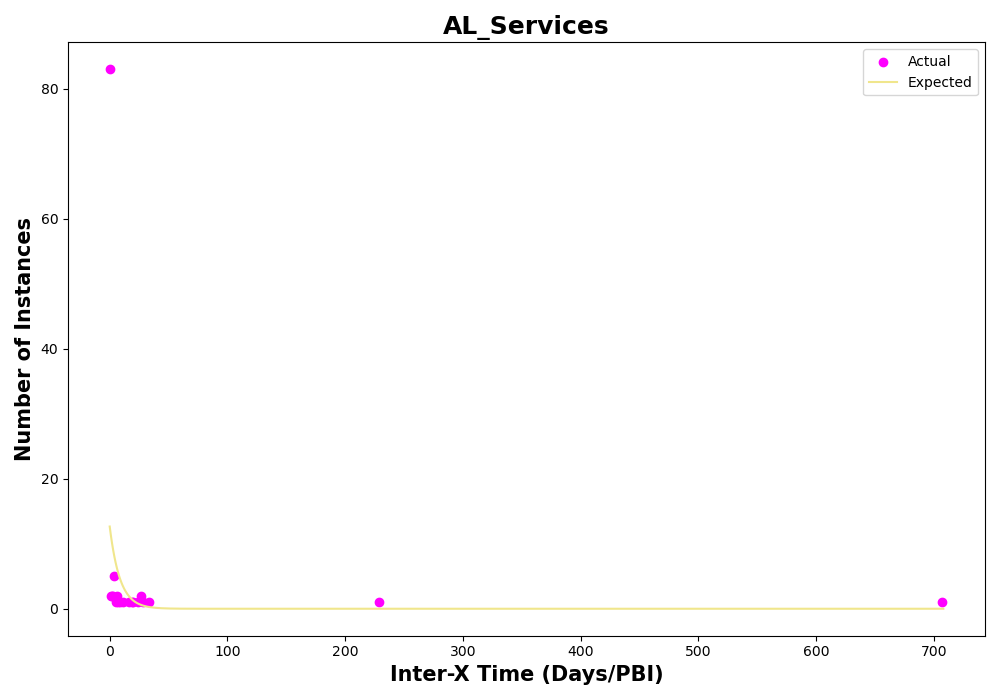 AL_Services
Actual
Expected
Number of Instances
80
60
40
20
0
0 100 200 300 400 500 600 700
Inter-X Time (Days/PBI)